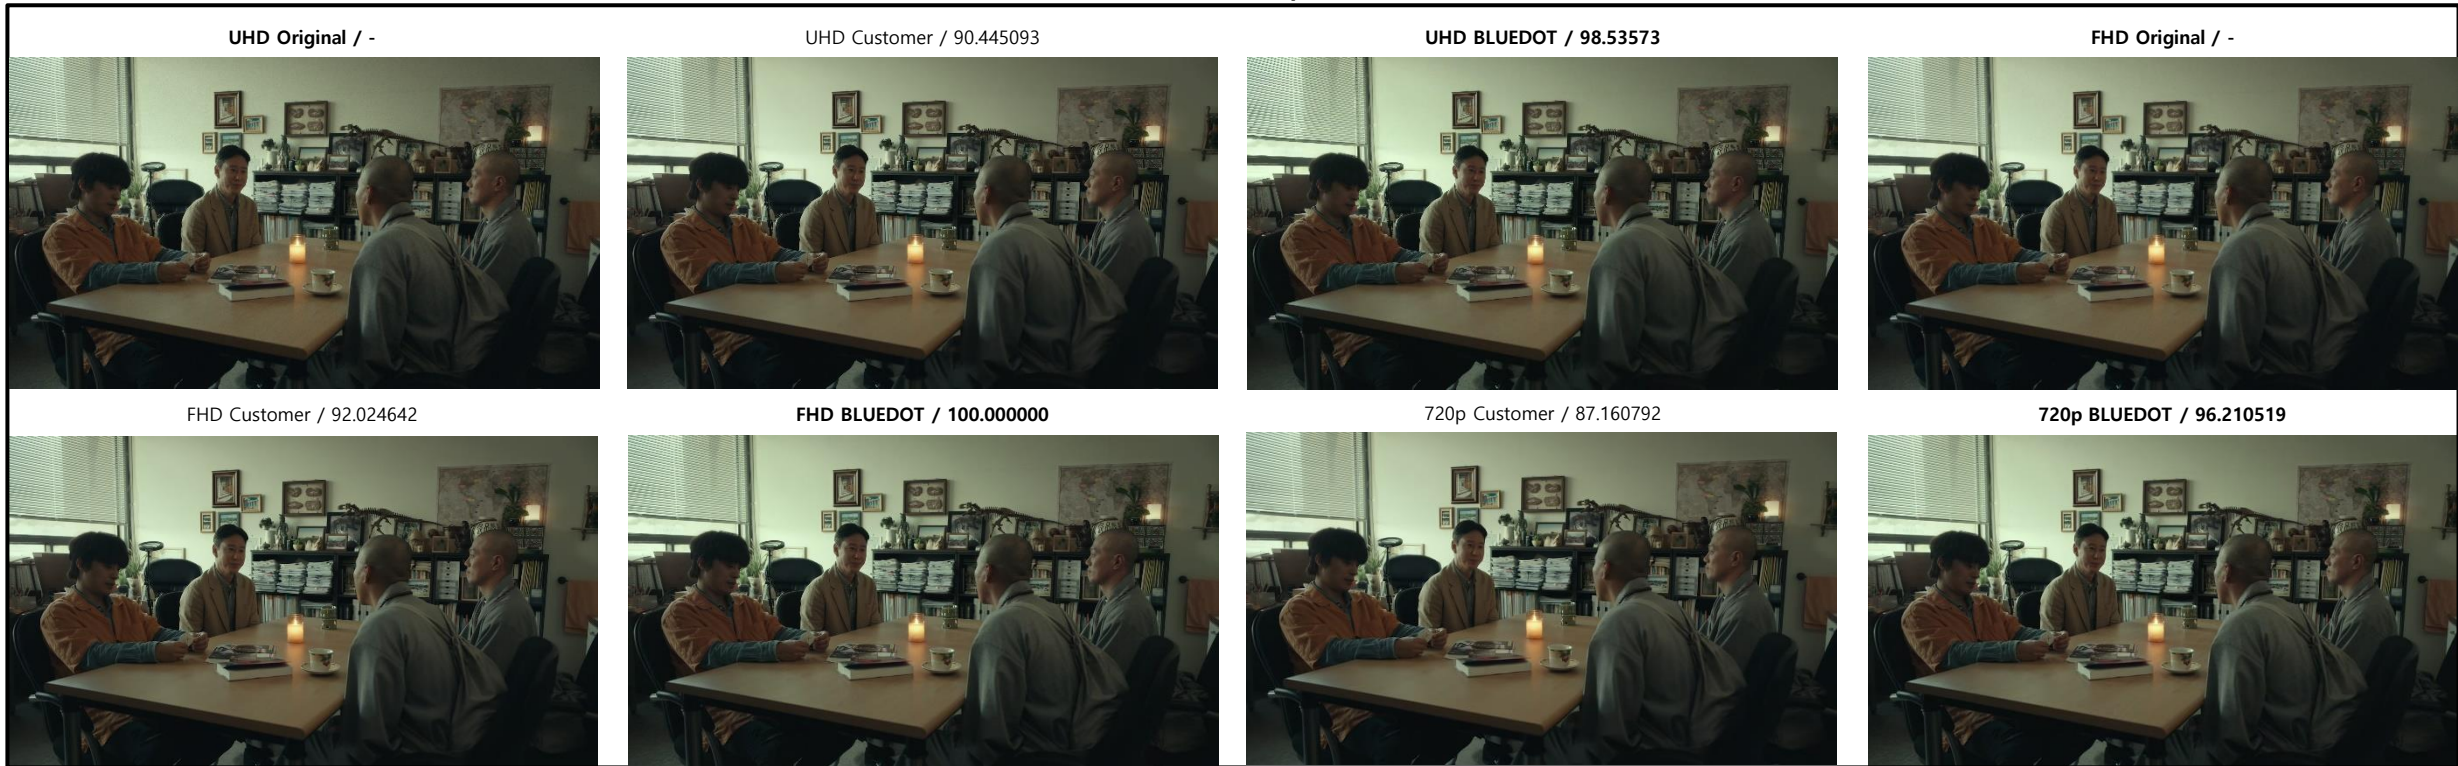 UHD Original / -
UHD Customer / 90.445093
UHD BLUEDOT / 98.53573
FHD Original / -
FHD Customer / 92.024642
FHD BLUEDOT / 100.000000
720p Customer / 87.160792
720p BLUEDOT / 96.210519